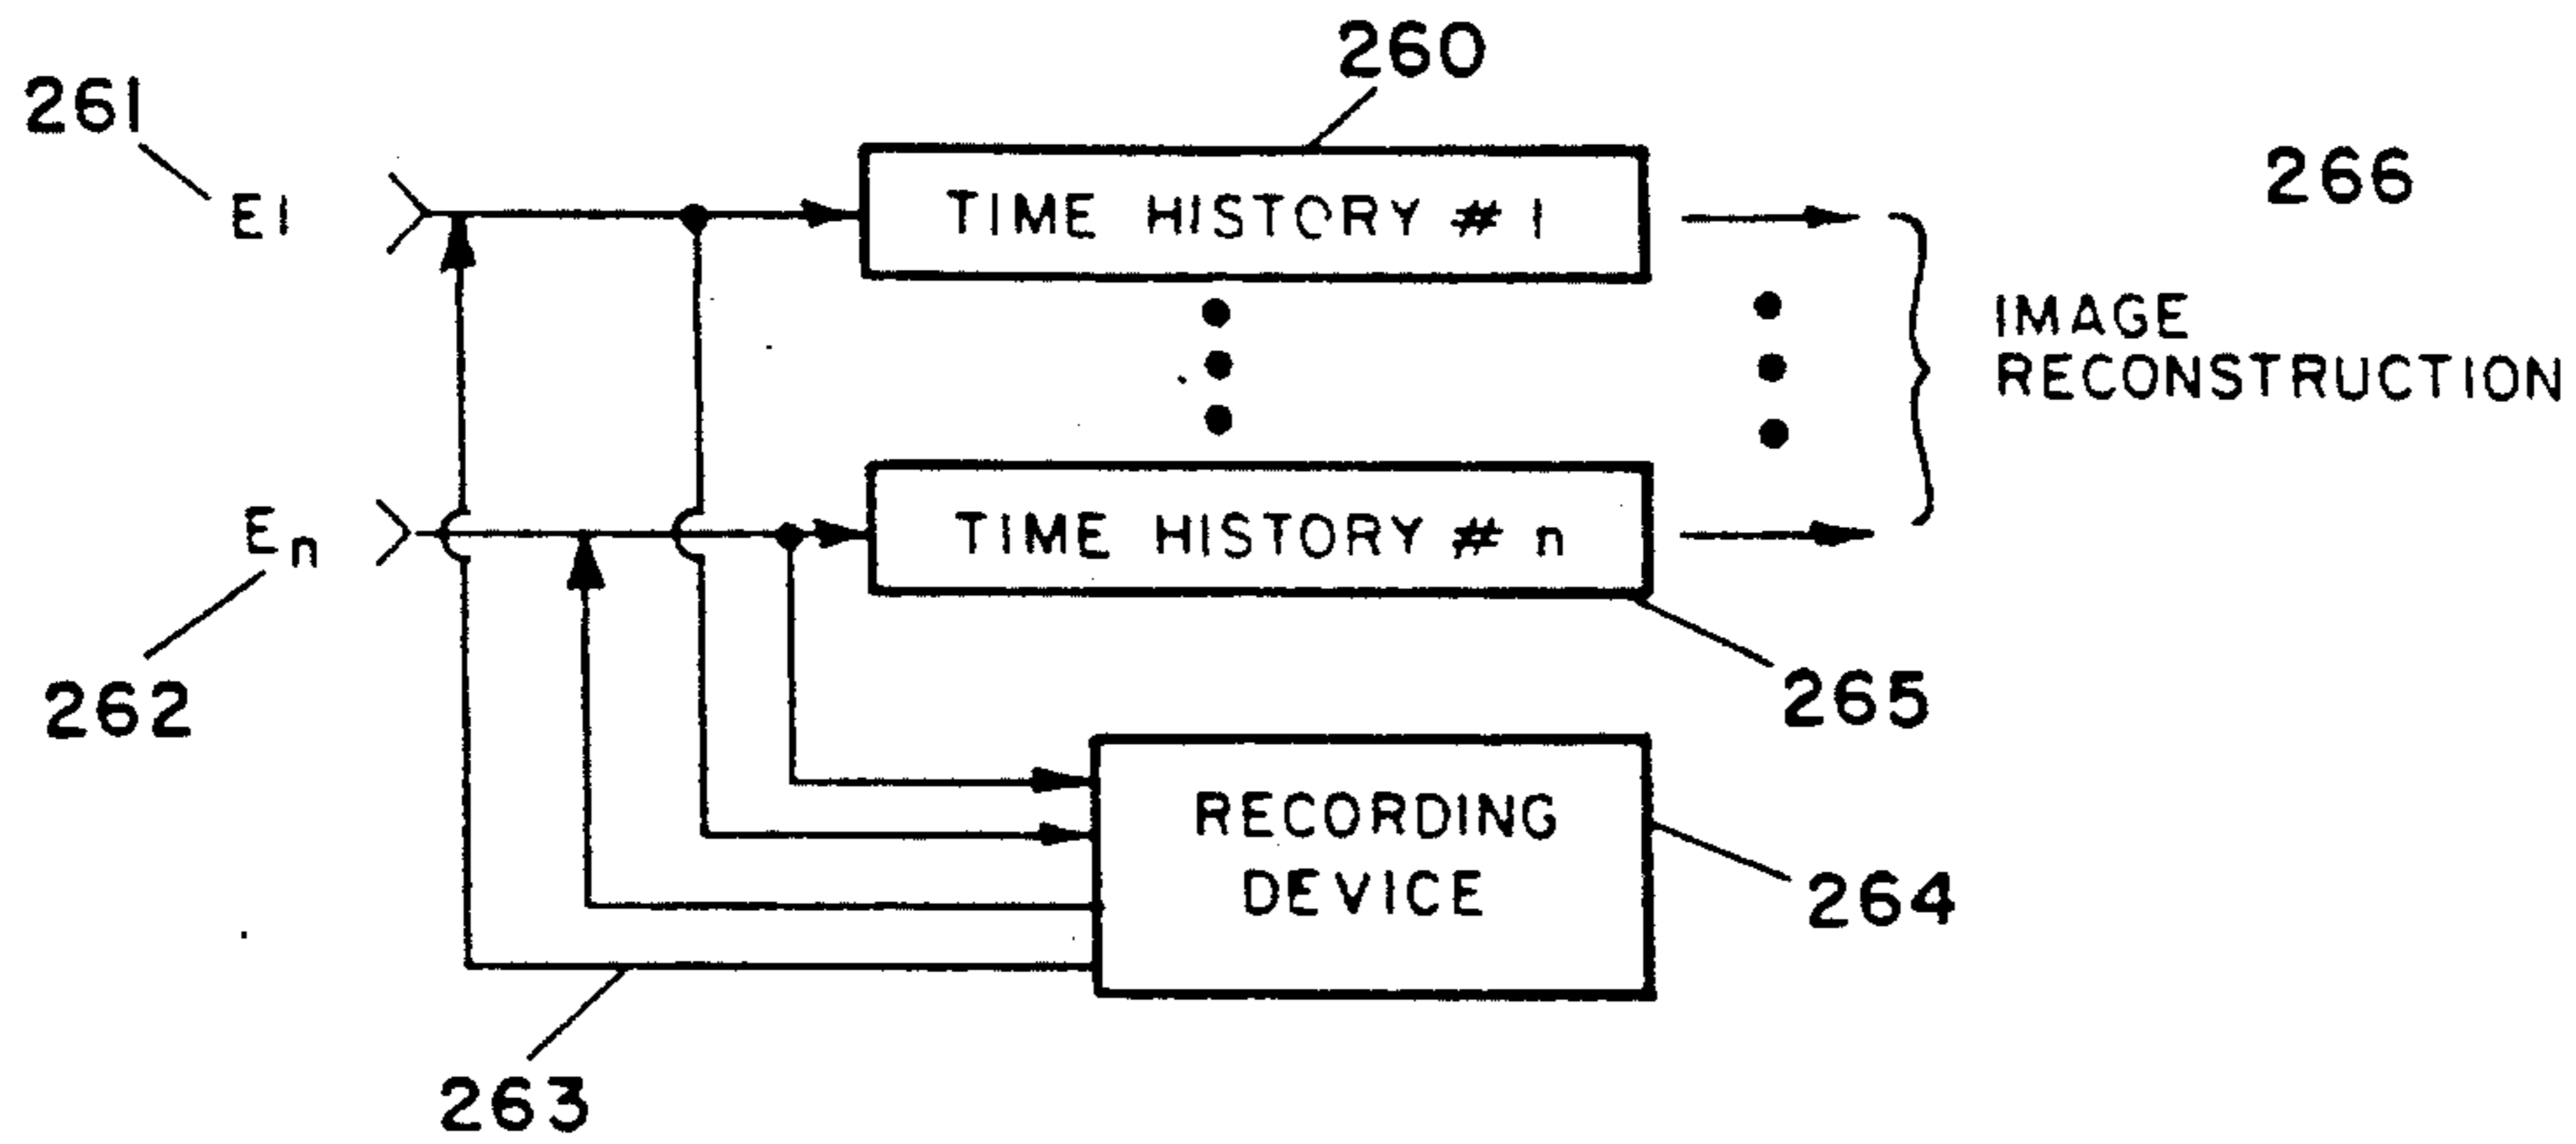 260
261
E1
TIME HISTORY # 1
266
IMAGE
RECONSTRUCTION
En
TIME HISTORY # n
262
265
RECORDING
DEVICE
264
263